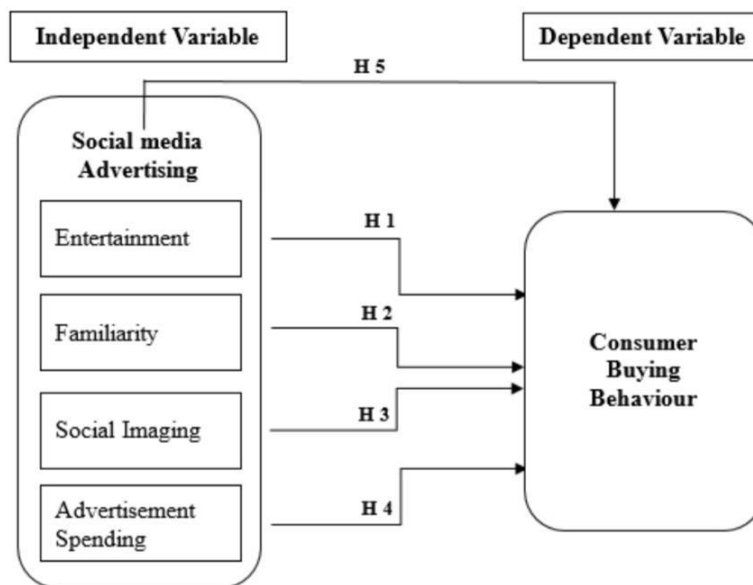 Independent Variable
Dependent Variable
H 5
Social media
Advertising
Entertainment
H 1
Familiarity
H 2
Social Imaging
H 3
Advertisement
Spending
H 4
Consumer
Buying
Behaviour